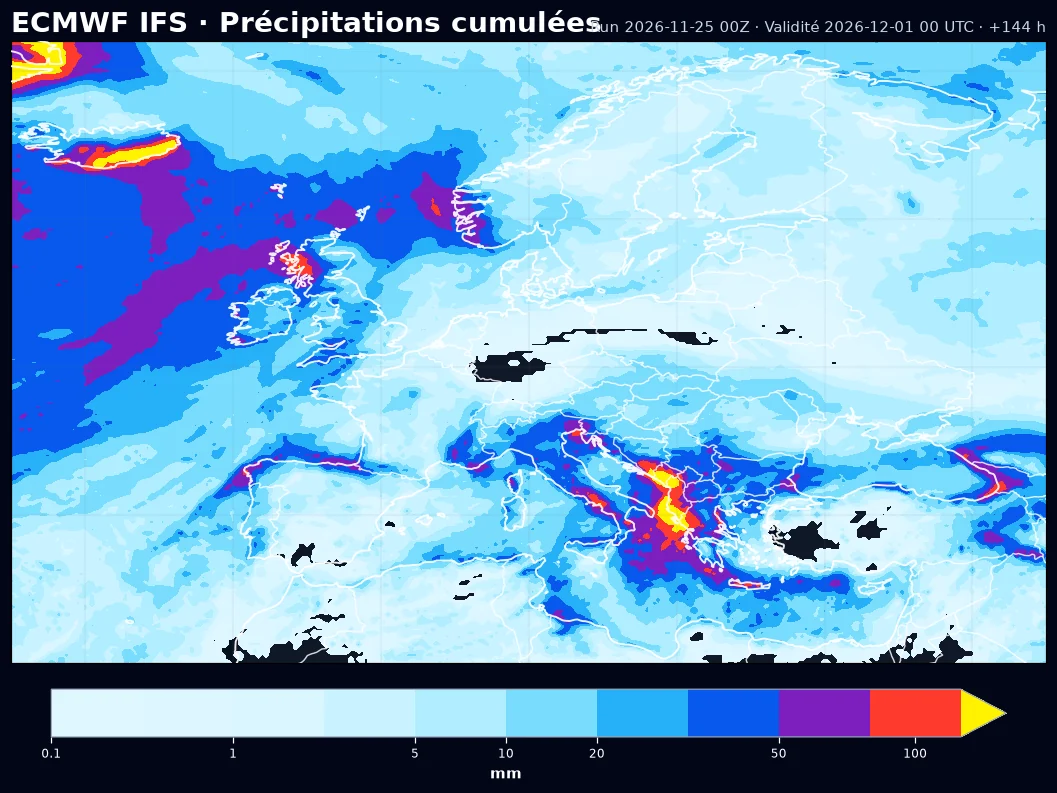 ECMWF IFS · Précipitations cumulées
Run 2026-11-25 00Z · Validité 2026-12-01 00 UTC · +144 h
0.1 1 5 10 20 50 100
mm